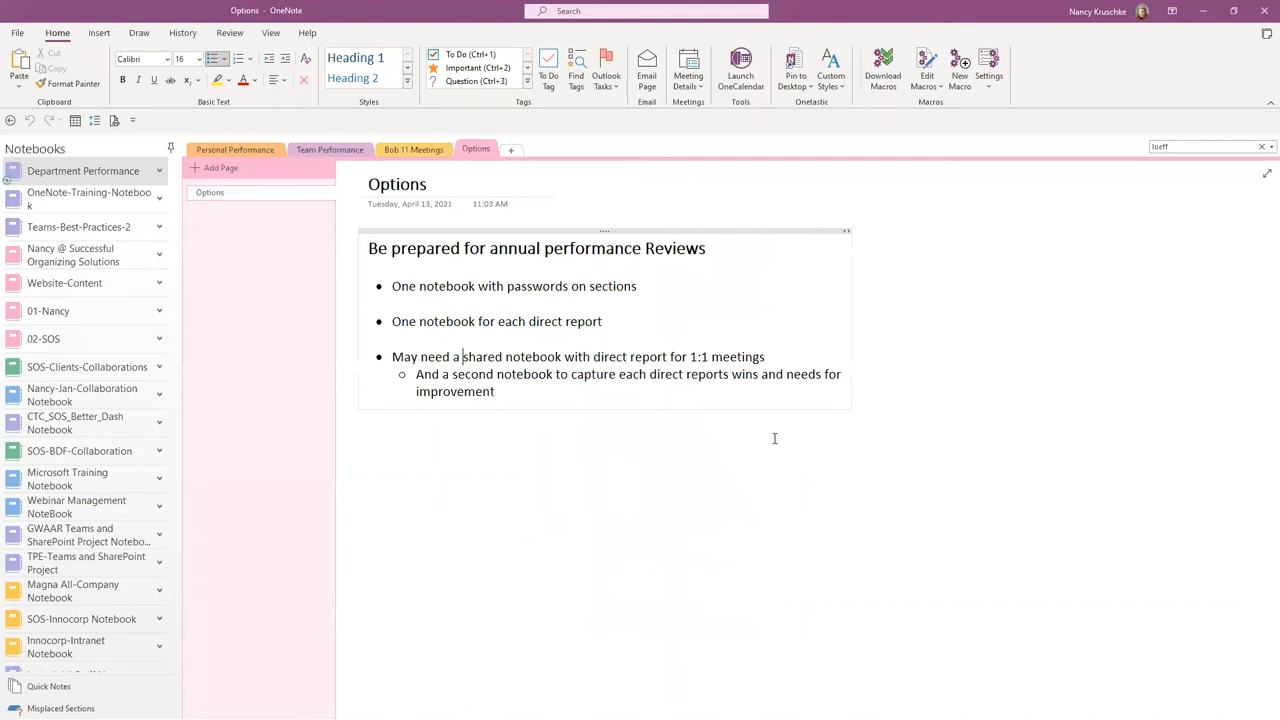 Options - OneNote
Search
Nancy Kruschke
File Home Insert Draw History Review View Help
Paste
Cut
Copy
Format Painter
Clipboard
Calibri 16
B I U
Basic Text
Heading 1
Heading 2
Styles
To Do (Ctrl+1)
Important (Ctrl+2)
Question (Ctrl+3)
To Do Tag
Find Tags
Outlook Tasks
Tags
Email Page
Email
Meeting Details
Meetings
Launch OneCalendar
Tools
Pin to Desktop
Custom Styles
Onetastic
Download Macros
Edit Macros
New Macro
Settings
Macros
Notebooks
Personal Performance Team Performance Bob 11 Meetings Options
loeff
Department Performance
OneNote-Training-Noteboo
k
Teams-Best-Practices-2
Nancy @ Successful
Organizing Solutions
Website-Content
01-Nancy
02-SOS
SOS-Clients-Collaborations
Nancy-Jan-Collaboration
Notebook
CTC_SOS_Better_Dash
Notebook
SOS-BDF-Collaboration
Microsoft Training
Notebook
Webinar Management
NoteBook
GWAAR Teams and
SharePoint Project Notebo...
TPE-Teams and SharePoint
Project Notebook
Magna All-Company
Notebook
SOS-Innocorp Notebook
Innocorp-Intranet
Notebook
Quick Notes
Misplaced Sections
Add Page
Options
Options
Tuesday, April 13, 2021 11:03 AM
Be prepared for annual performance Reviews
• One notebook with passwords on sections
• One notebook for each direct report
• May need a shared notebook with direct report for 1:1 meetings
○ And a second notebook to capture each direct reports wins and needs for
improvement